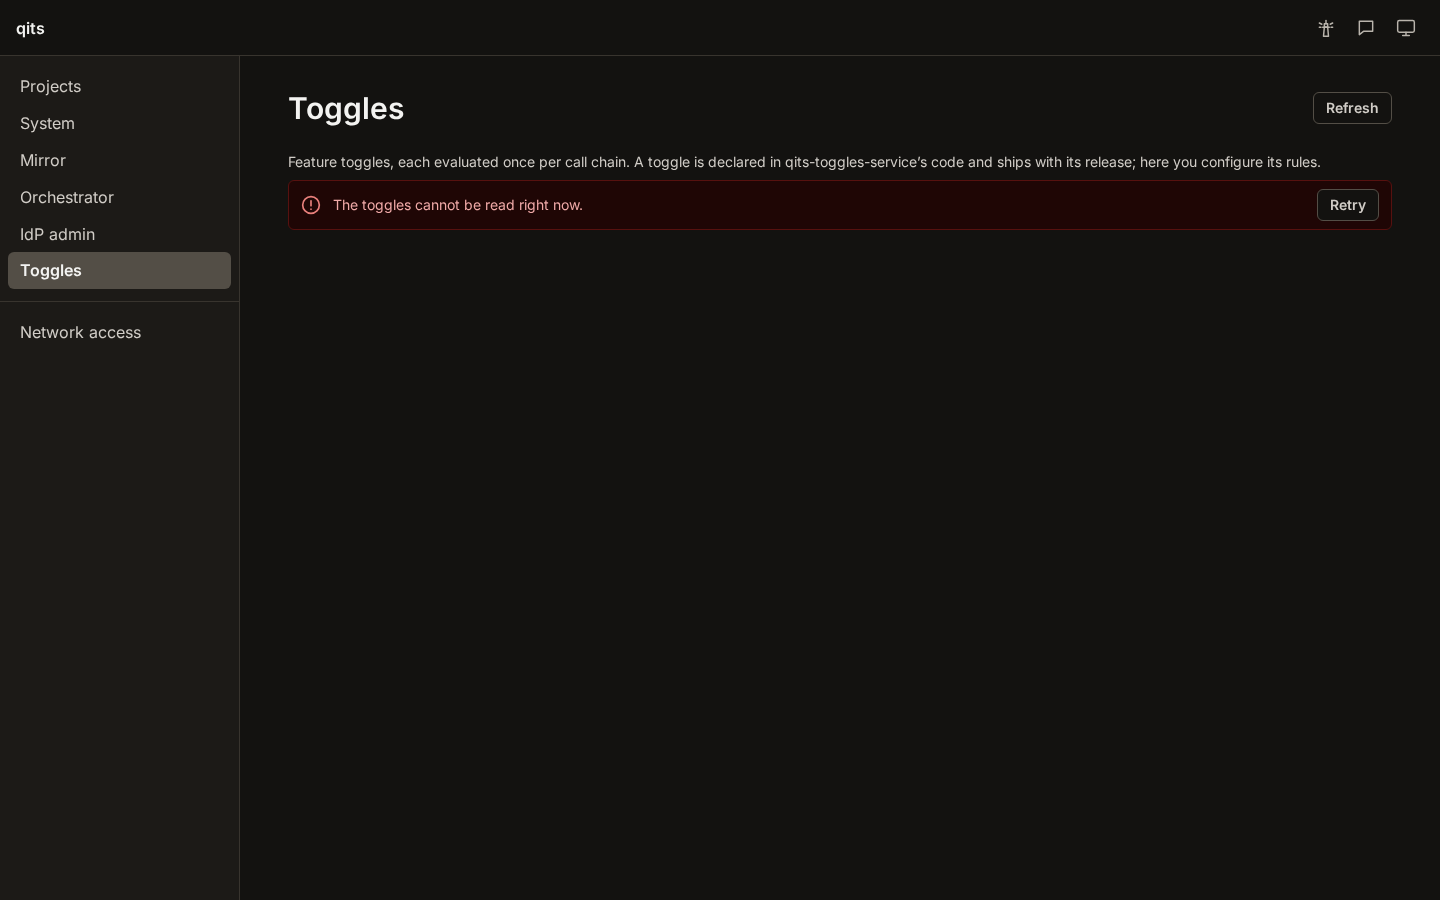 qits
Projects
System
Mirror
Orchestrator
IdP admin
Toggles
Network access
Toggles
Refresh
Feature toggles, each evaluated once per call chain. A toggle is declared in qits-toggles-service’s code and ships with its release; here you configure its rules.
The toggles cannot be read right now.
Retry